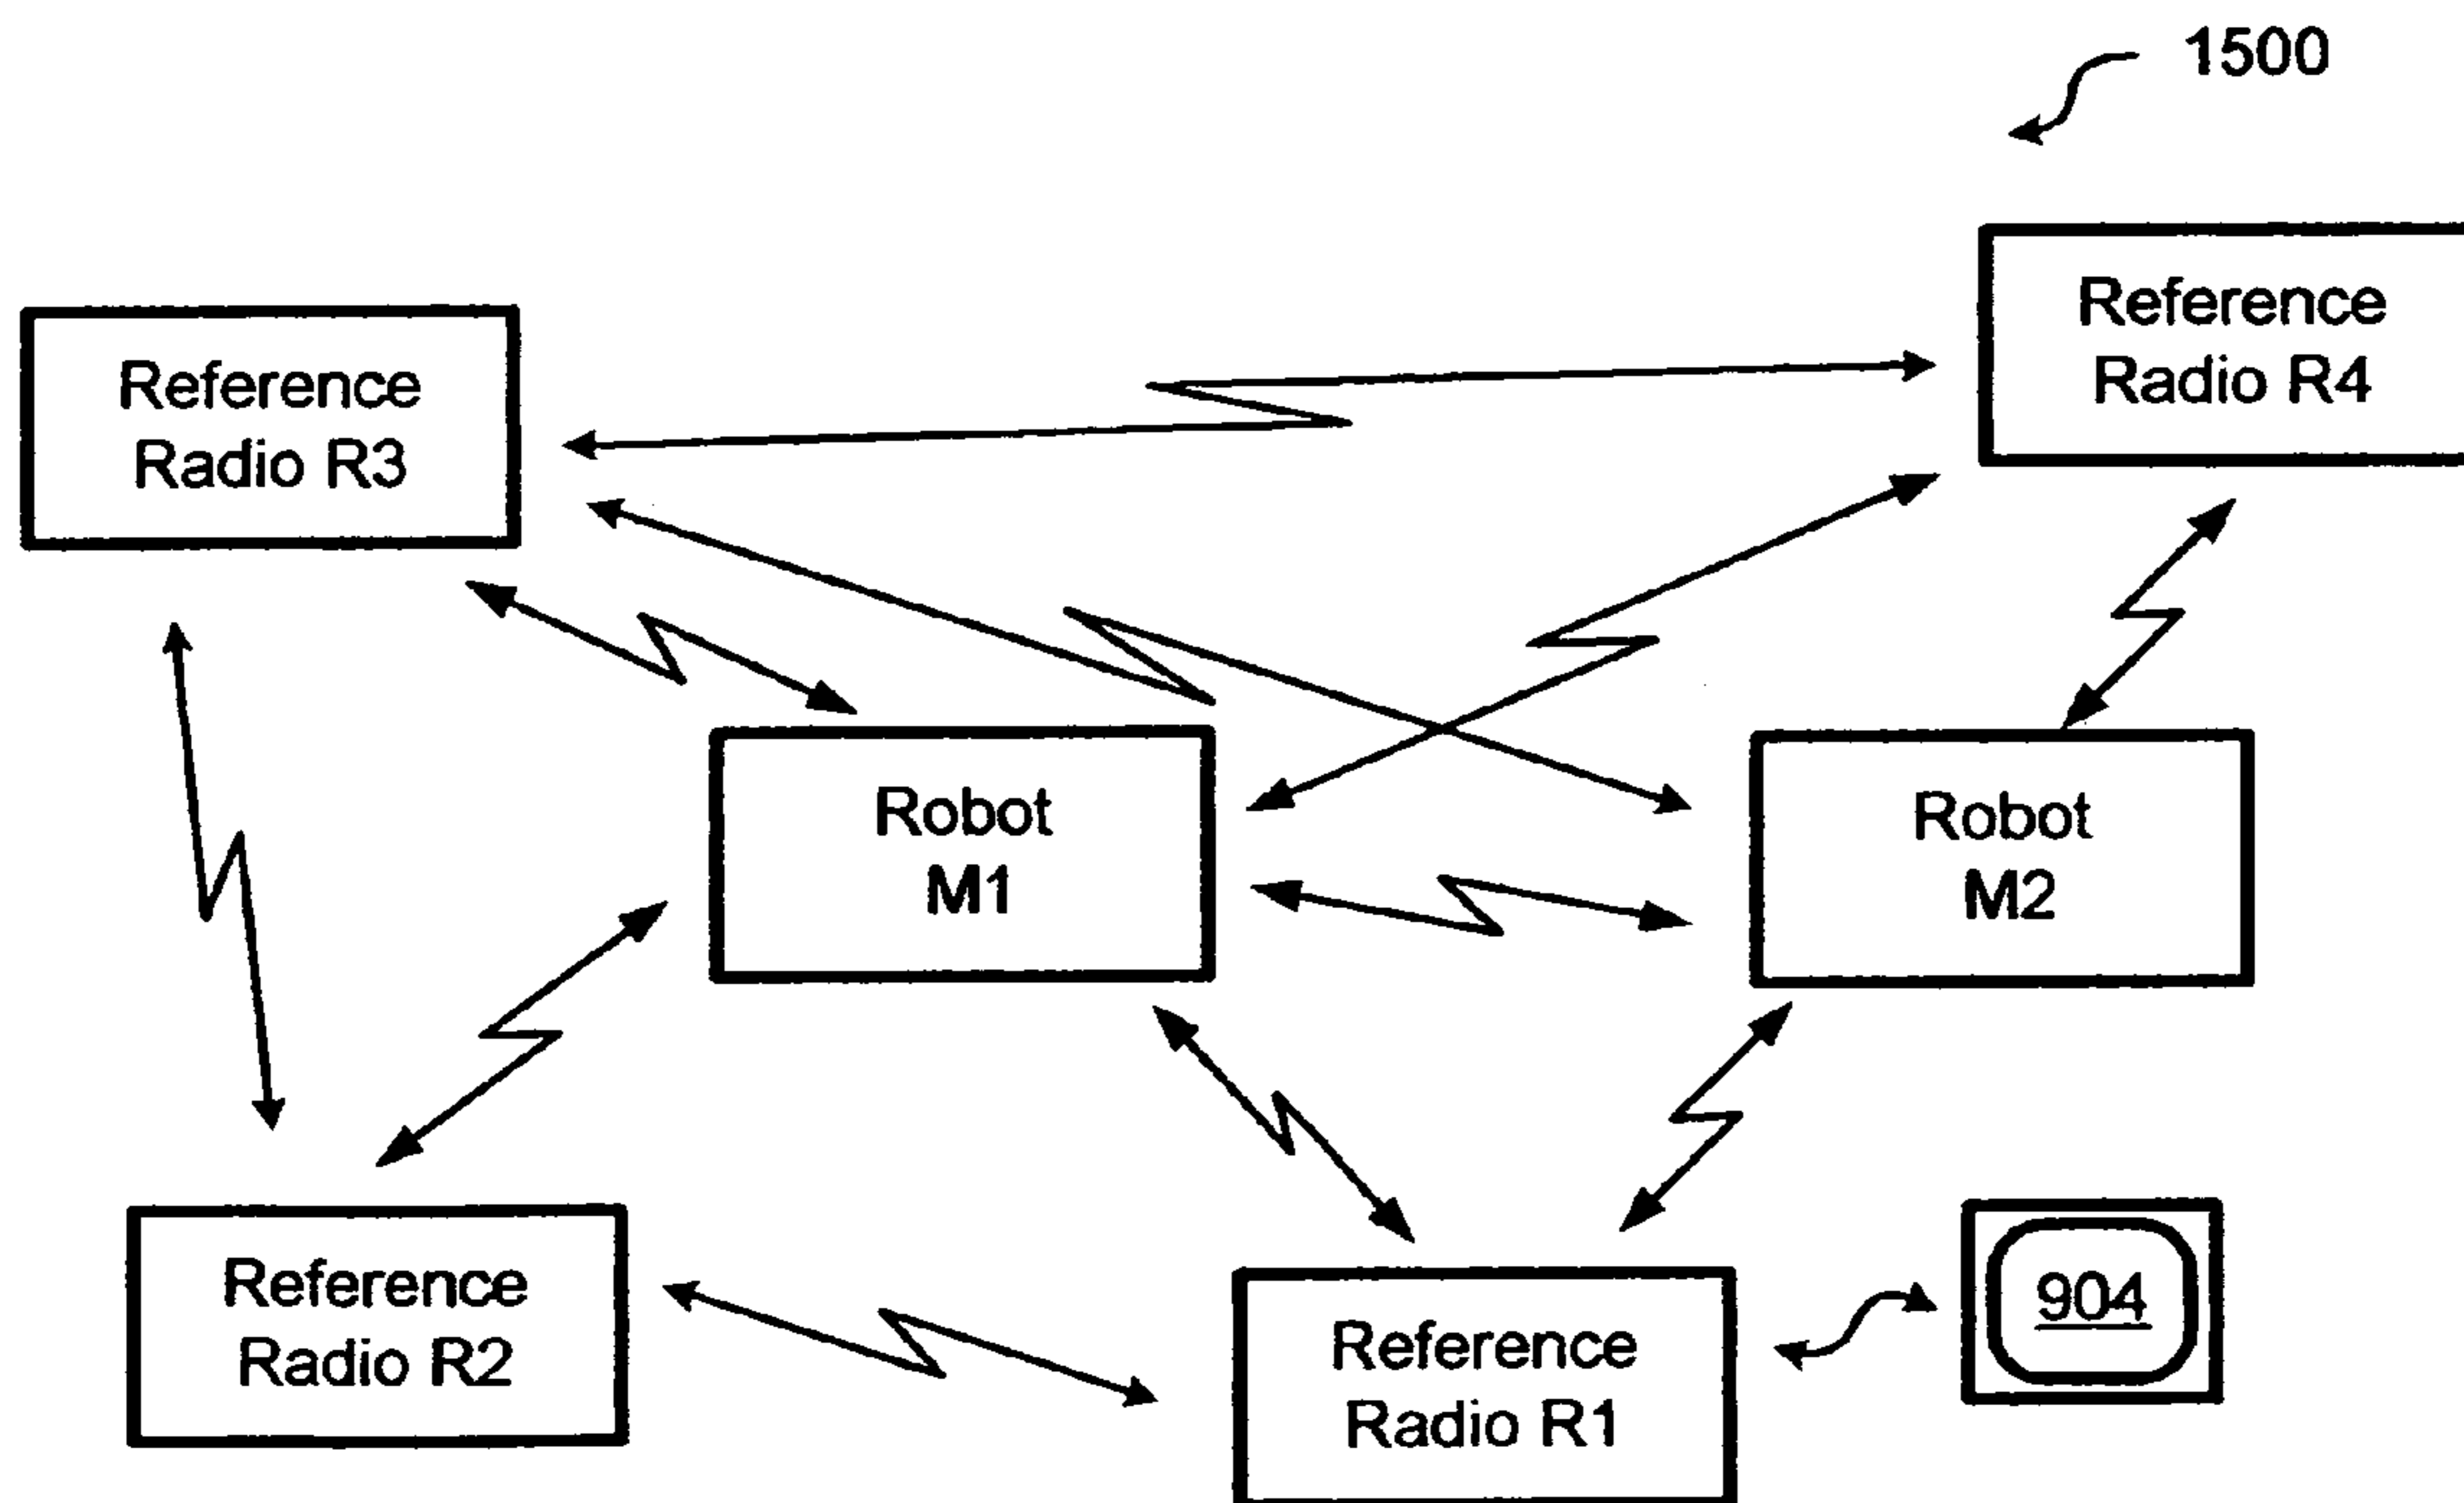 1500
Reference
Radio R4
Reference
Radio R3
Robot
M1
Robot
M2
Reference
Radio R2
Reference
Radio R1
904